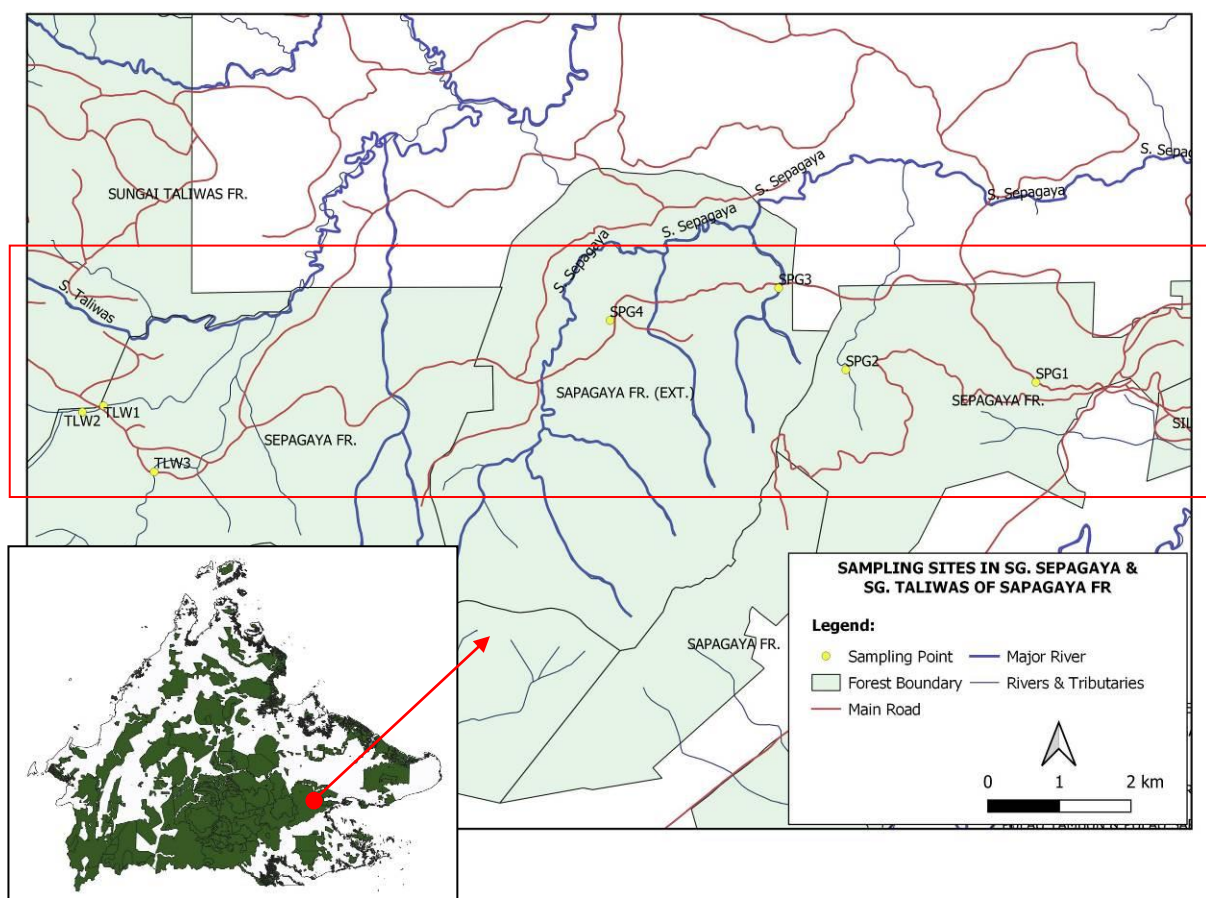 S. Sepagaya
S. Sepag
S. Sepagaya
SUNGAI TALIWAS FR.
S. Sepagaya
S. Sepagaya
S. Taliwas
SPG3
SPG4
SPG2
SPG1
SAPAGAYA FR. (EXT.)
SEPAGAYA FR.
TLW1
TLW2
SIL
SEPAGAYA FR.
TLW3
SAMPLING SITES IN SG. SEPAGAYA &
SG. TALIWAS OF SAPAGAYA FR
Legend:
Sampling Point
Major River
Forest Boundary
Rivers & Tributaries
Main Road
SAPAGAYA FR.
0 1 2 km